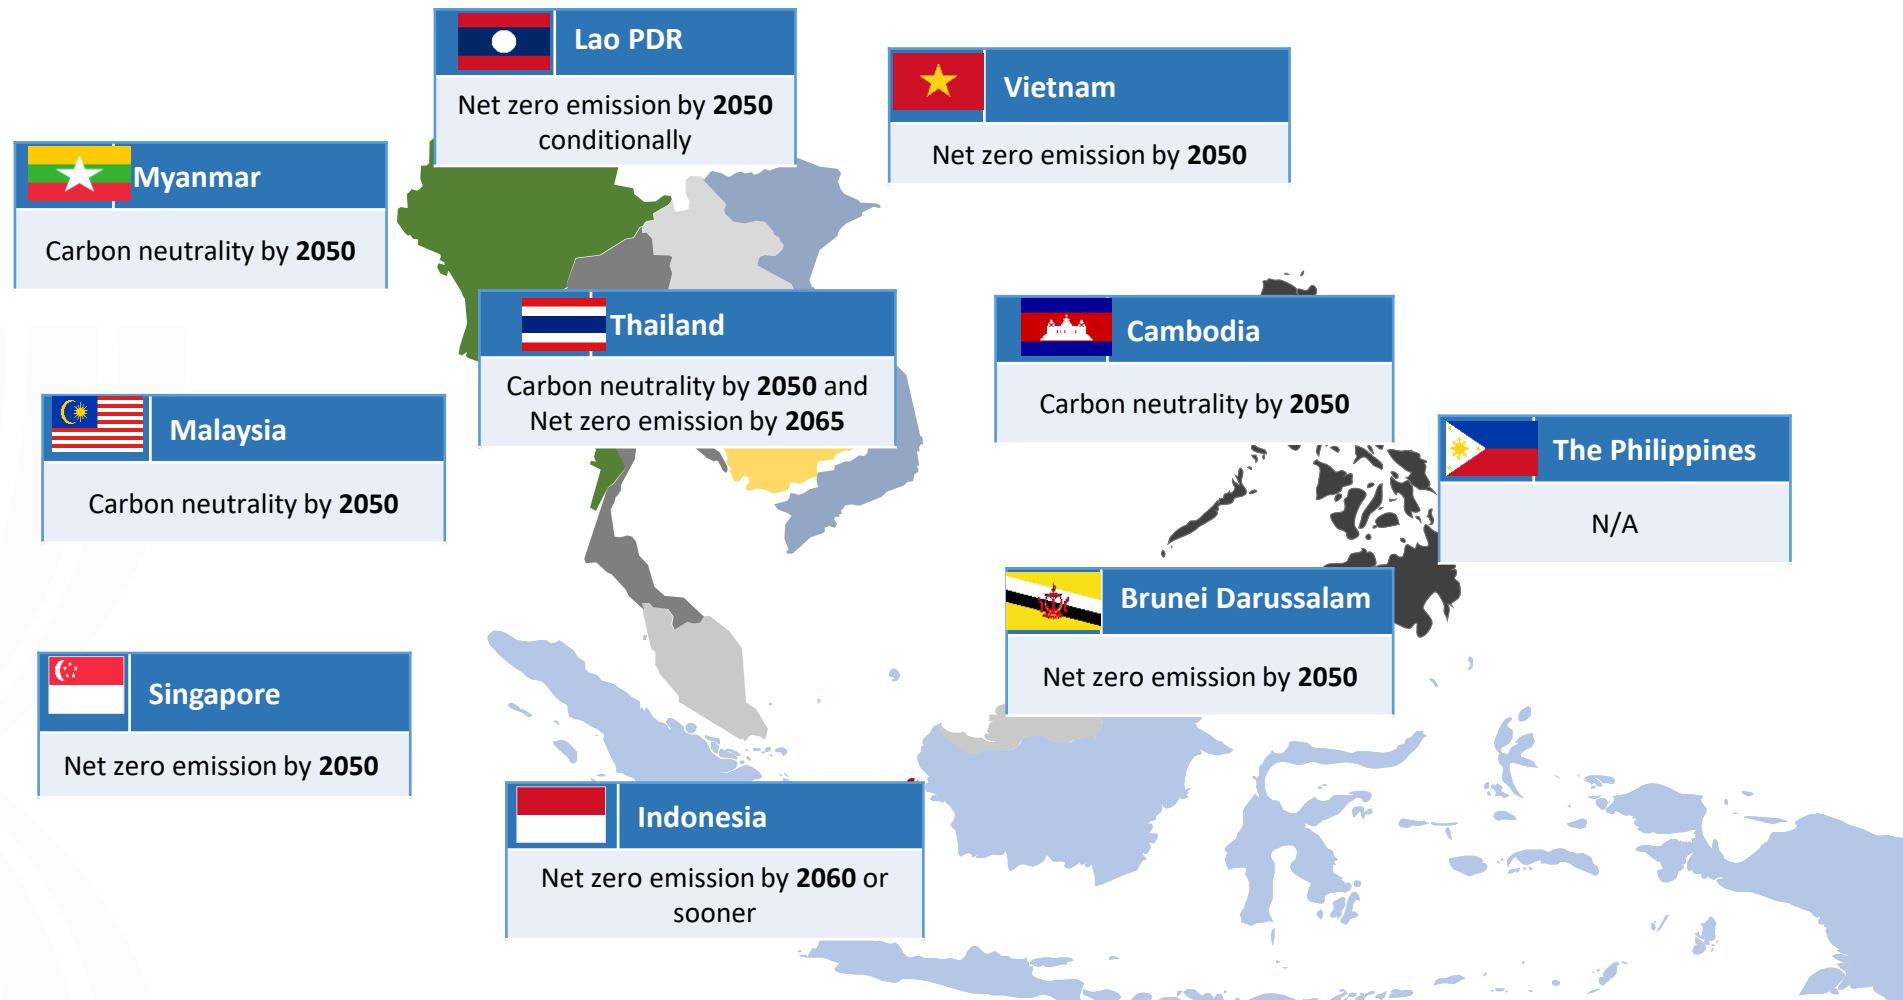 Lao PDR
Net zero emission by 2050
conditionally
Vietnam
Net zero emission by 2050
Myanmar
Carbon neutrality by 2050
Thailand
Carbon neutrality by 2050 and
Net zero emission by 2065
Cambodia
Carbon neutrality by 2050
Malaysia
Carbon neutrality by 2050
The Philippines
N/A
Brunei Darussalam
Net zero emission by 2050
Singapore
Net zero emission by 2050
Indonesia
Net zero emission by 2060 or
sooner